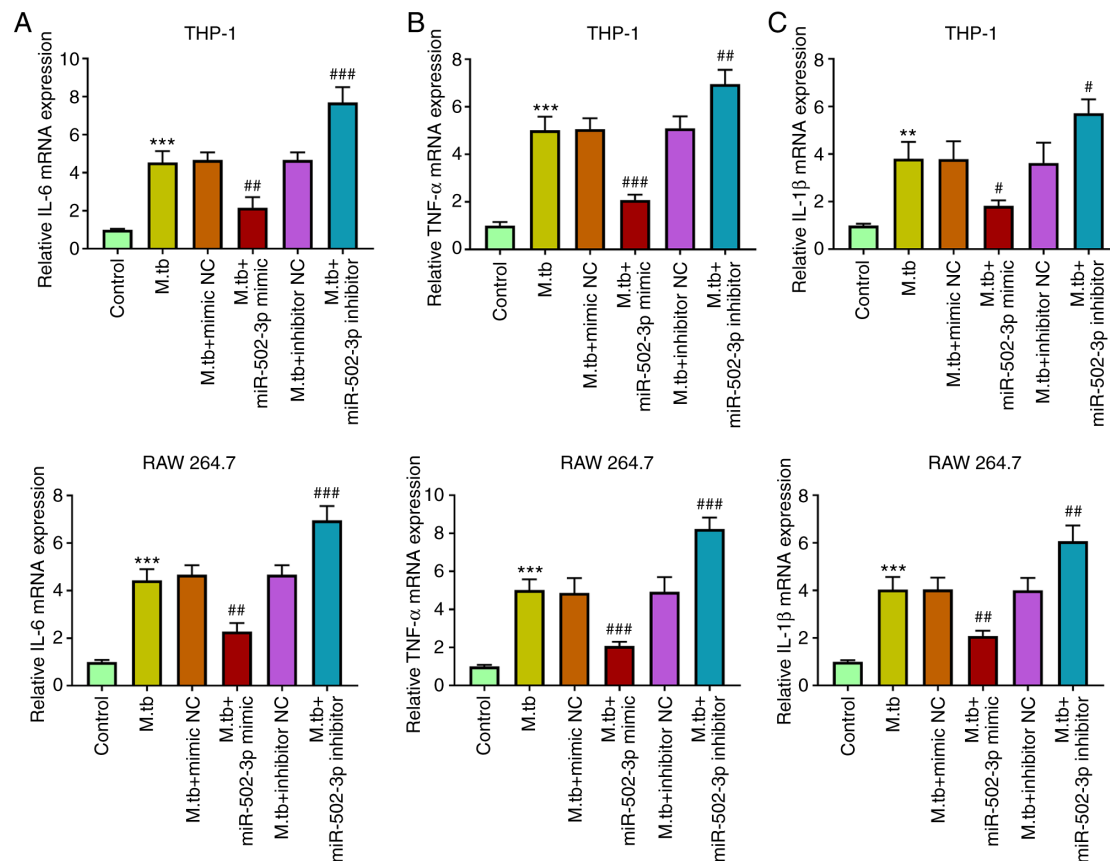 A
THP-1
Relative IL-6 mRNA expression
10
8
6
4
2
0
***
##
###
Control
M.tb
M.tb+mimic NC
M.tb+
miR-502-3p mimic
M.tb+inhibitor NC
M.tb+
miR-502-3p inhibitor
B
THP-1
Relative TNF-α mRNA expression
8
6
4
2
0
***
###
##
Control
M.tb
M.tb+mimic NC
M.tb+
miR-502-3p mimic
M.tb+inhibitor NC
M.tb+
miR-502-3p inhibitor
C
THP-1
Relative IL-1β mRNA expression
8
6
4
2
0
**
#
#
Control
M.tb
M.tb+mimic NC
M.tb+
miR-502-3p mimic
M.tb+inhibitor NC
M.tb+
miR-502-3p inhibitor
RAW 264.7
Relative IL-6 mRNA expression
8
6
4
2
0
***
##
###
Control
M.tb
M.tb+mimic NC
M.tb+
miR-502-3p mimic
M.tb+inhibitor NC
M.tb+
miR-502-3p inhibitor
RAW 264.7
Relative TNF-α mRNA expression
10
8
6
4
2
0
***
###
###
Control
M.tb
M.tb+mimic NC
M.tb+
miR-502-3p mimic
M.tb+inhibitor NC
M.tb+
miR-502-3p inhibitor
RAW 264.7
Relative IL-1β mRNA expression
8
6
4
2
0
***
##
##
Control
M.tb
M.tb+mimic NC
M.tb+
miR-502-3p mimic
M.tb+inhibitor NC
M.tb+
miR-502-3p inhibitor